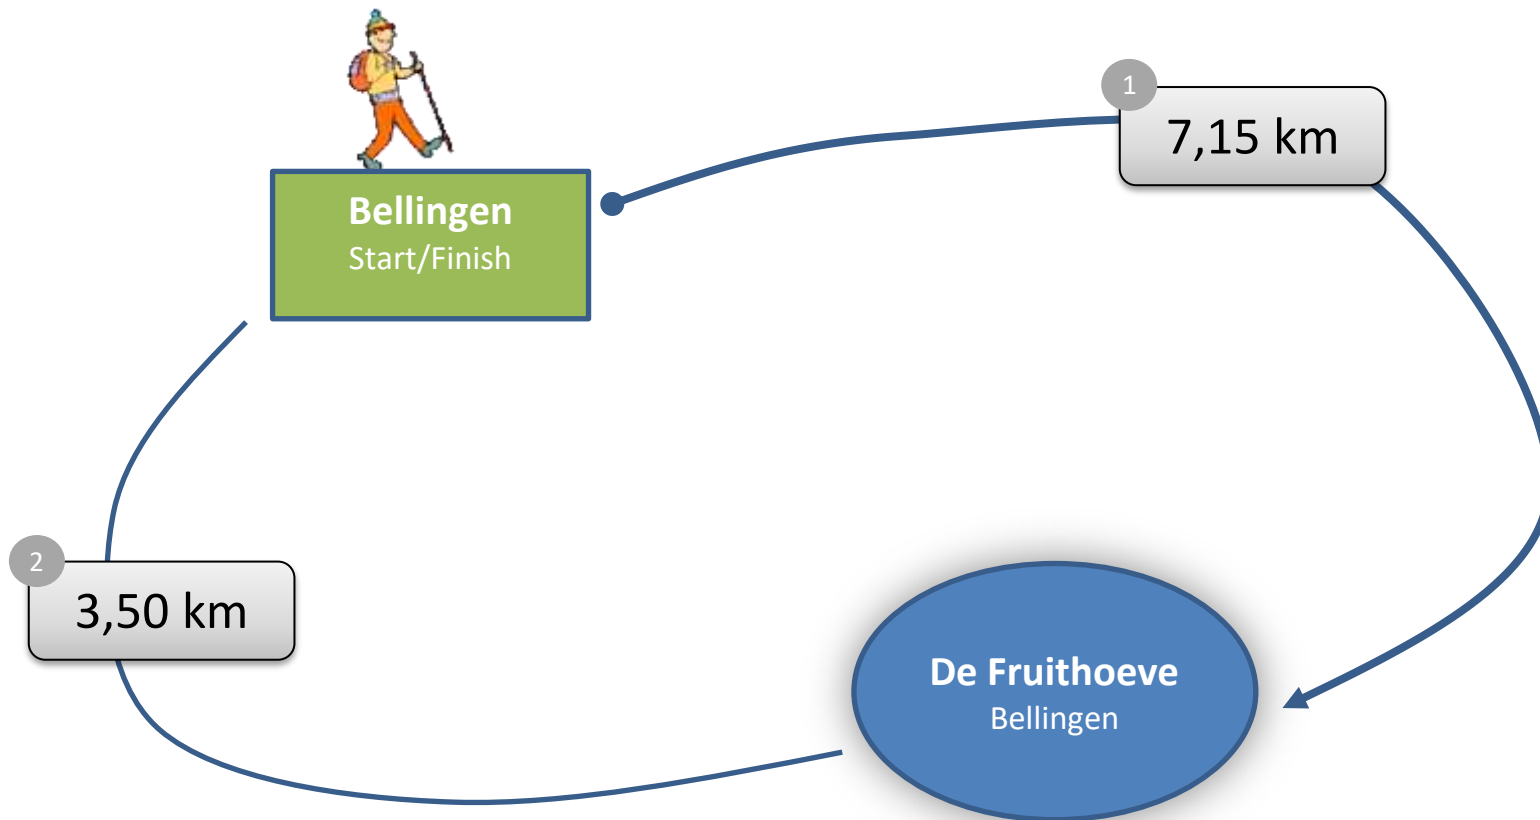 1
7,15 km
Bellingen
Start/Finish
2
3,50 km
De Fruithoeve
Bellingen